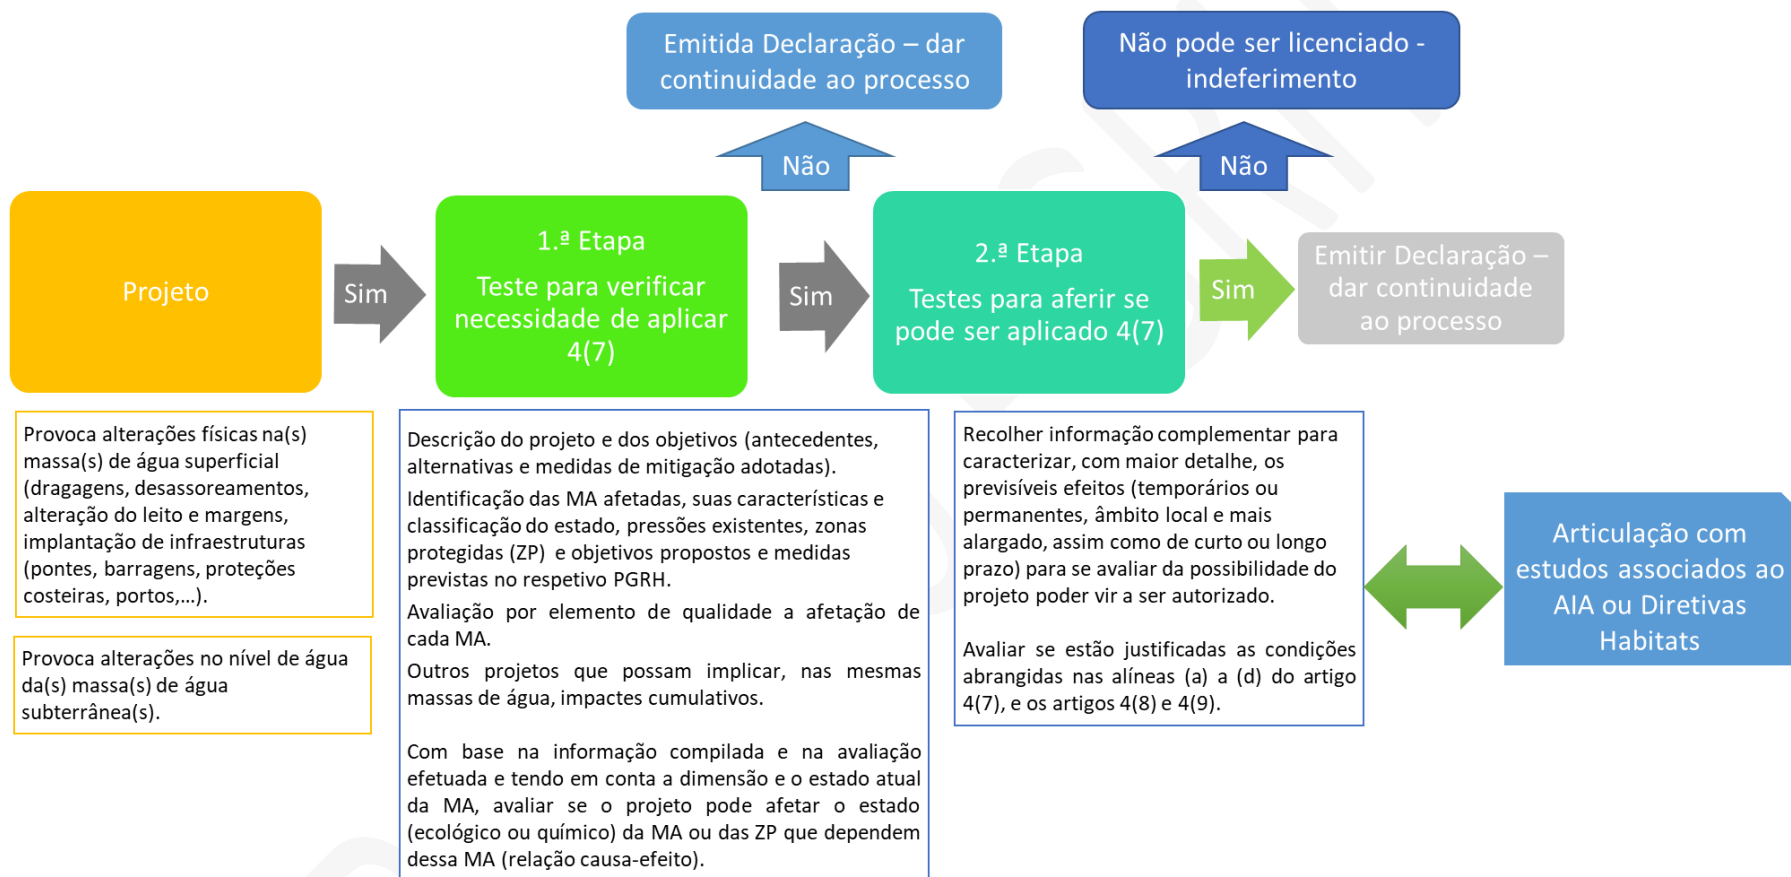 Emitida Declaração – dar
continuidade ao processo
Não pode ser licenciado -
indeferimento
Não
Não
Projeto
Sim
1.ª Etapa
Teste para verificar
necessidade de aplicar
4(7)
Sim
2.ª Etapa
Testes para aferir se
pode ser aplicado 4(7)
Sim
Emitir Declaração –
dar continuidade
ao processo
Provoca alterações físicas na(s)
massa(s) de água superficial
(dragagens, desassoreamentos,
alteração do leito e margens,
implantação de infraestruturas
(pontes, barragens, proteções
costeiras, portos,...).
Provoca alterações no nível de água
da(s) massa(s) de água
subterrânea(s).
Descrição do projeto e dos objetivos (antecedentes,
alternativas e medidas de mitigação adotadas).
Identificação das MA afetadas, suas características e
classificação do estado, pressões existentes, zonas
protegidas (ZP) e objetivos propostos e medidas
previstas no respetivo PGRH.
Avaliação por elemento de qualidade a afetação de
cada MA.
Outros projetos que possam implicar, nas mesmas
massas de água, impactes cumulativos.
Com base na informação compilada e na avaliação
efetuada e tendo em conta a dimensão e o estado atual
da MA, avaliar se o projeto pode afetar o estado
(ecológico ou químico) da MA ou das ZP que dependem
dessa MA (relação causa-efeito).
Recolher informação complementar para
caracterizar, com maior detalhe, os
previsíveis efeitos (temporários ou
permanentes, âmbito local e mais
alargado, assim como de curto ou longo
prazo) para se avaliar da possibilidade do
projeto poder vir a ser autorizado.
Avaliar se estão justificadas as condições
abrangidas nas alíneas (a) a (d) do artigo
4(7), e os artigos 4(8) e 4(9).
Articulação com
estudos associados ao
AIA ou Diretivas
Habitats